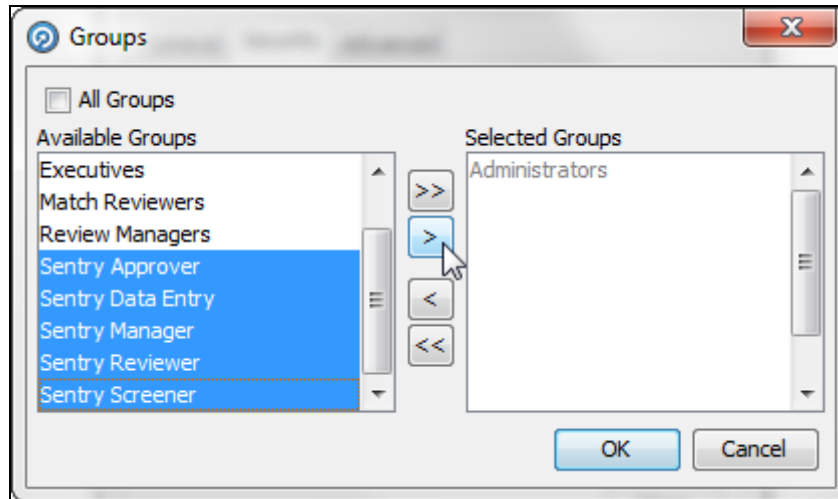 Groups
All Groups
Available Groups
Executives
Match Reviewers
Review Managers
Sentry Approver
Sentry Data Entry
Sentry Manager
Sentry Reviewer
Sentry Screener
>>
>
<
<<
Selected Groups
Administrators
OK
Cancel